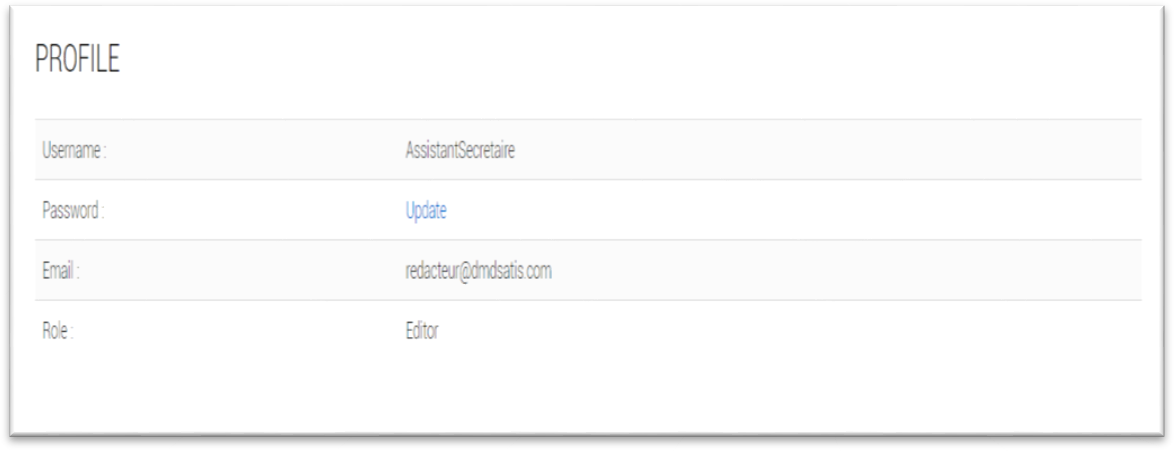 PROFILE
Username : AssistantSecretaire
Password : Update
Email : redacteur@dmdsatis.com
Role : Editor